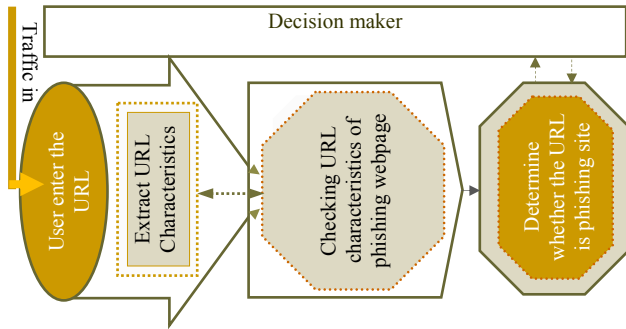 Decision maker
Traffic in
User enter the
URL
Extract URL
Characteristics
Checking URL
characteristics of
phishing webpage
Determine
whether the URL
is phishing site